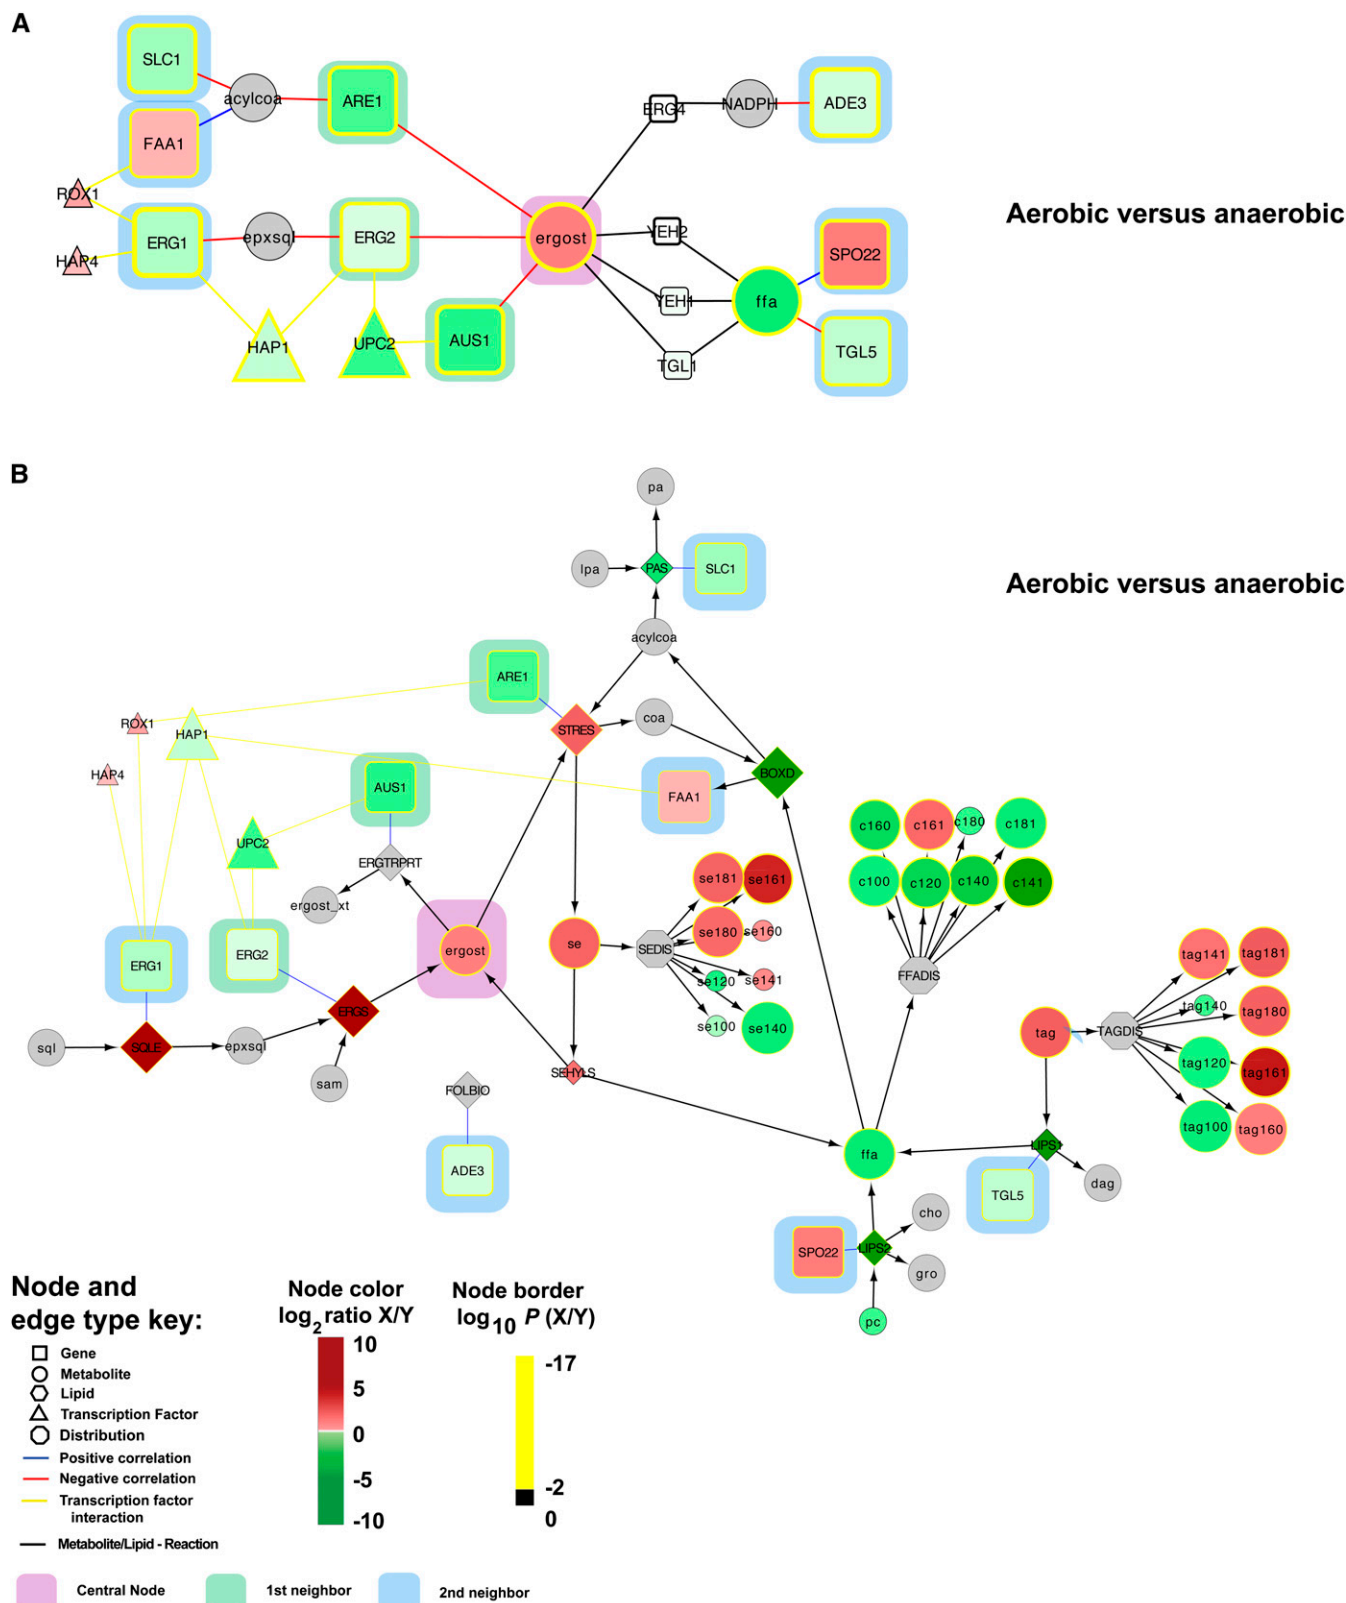 A
SLC1
acylcoa
ARE1
ERG4
NADPH
ADE3
FAA1
ROX1
Aerobic versus anaerobic
ERG1
epxsql
ERG2
ergost
YEH2
SPO22
HAP4
YEH1
ffa
HAP1
UPC2
AUS1
TGL1
TGL5
B
pa
lpa
PAS
SLC1
Aerobic versus anaerobic
acylcoa
ARE1
ROX1
HAP1
STRES
coa
HAP4
AUS1
FAA1
BOXD
UPC2
ERGTRPRT
c160
c161
c180
c181
ergost_xt
se181
se161
c100
c120
c140
c141
ERG1
ERG2
ergost
se
SEDIS
se180
se160
FFADIS
tag141
tag181
se120
se141
tag140
tag180
sql
SQLE
epxsql
ERGS
se100
se140
tag
TAGDIS
sam
SEHYLS
tag120
tag161
FOLBIO
tag100
tag160
ADE3
ffa
LIPS1
TGL5
dag
cho
SPO22
LIPS2
gro
pc
Node and
edge type key:
Gene
Metabolite
Lipid
Transcription Factor
Distribution
Positive correlation
Negative correlation
Transcription factor
interaction
Metabolite/Lipid - Reaction
Node color
log2 ratio X/Y
10
5
0
-5
-10
Node border
log10 P (X/Y)
-17
-2
0
Central Node
1st neighbor
2nd neighbor